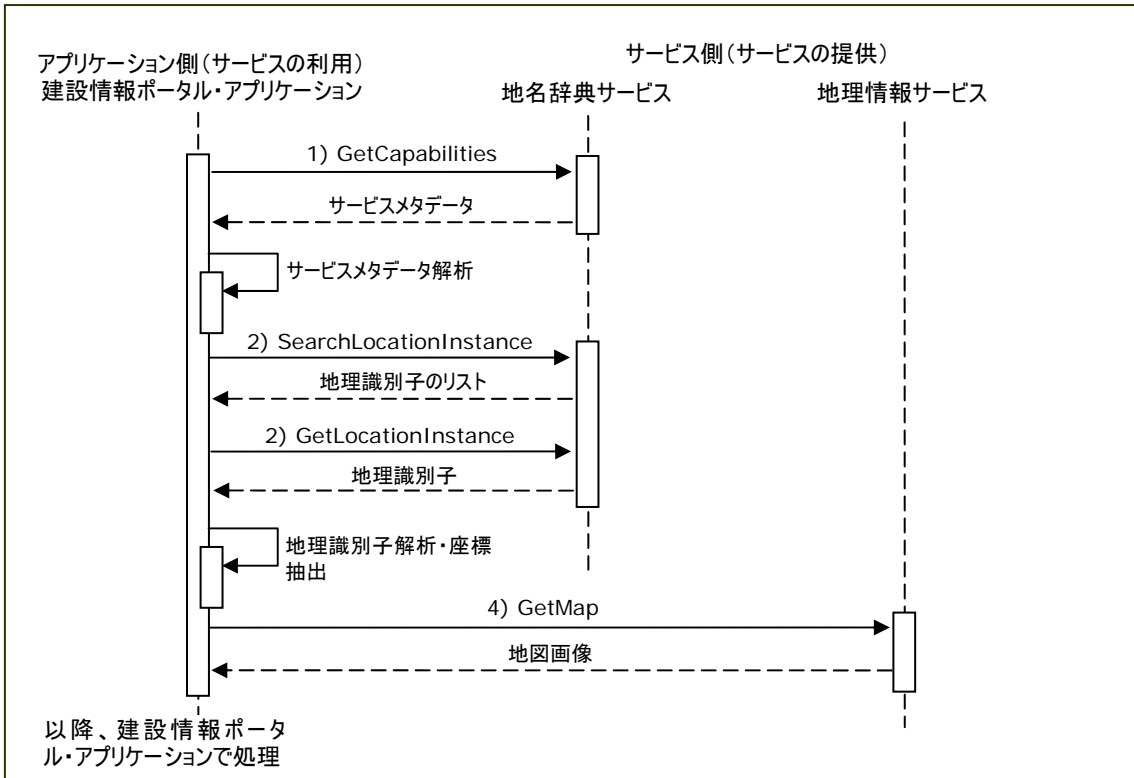 アプリケーション側(サービスの利用)
建設情報ポータル・アプリケーション
サービス側(サービスの提供)
地名辞典サービス
地理情報サービス
1) GetCapabilities
サービスメタデータ
サービスメタデータ解析
2) SearchLocationInstance
地理識別子のリスト
2) GetLocationInstance
地理識別子
地理識別子解析・座標
抽出
4) GetMap
地図画像
以降、建設情報ポータ
ル・アプリケーションで処理